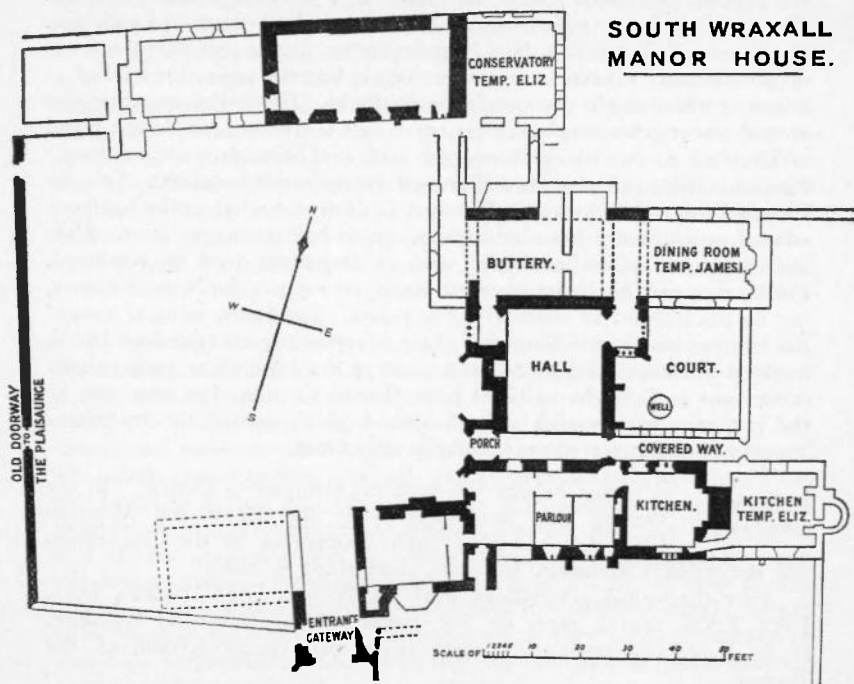 SOUTH WRAXALL
MANOR HOUSE.
CONSERVATORY
TEMP. ELIZ
N
W
E
S
BUTTERY.
DINING ROOM
TEMP. JAMES I.
HALL
COURT.
WELL
OLD DOORWAY
TO
THE PLAISAUNCE
PORCH
COVERED WAY.
PARLOUR
KITCHEN.
KITCHEN
TEMP. ELIZ.
ENTRANCE
GATEWAY
SCALE OF 10 20 30 40 50 FEET